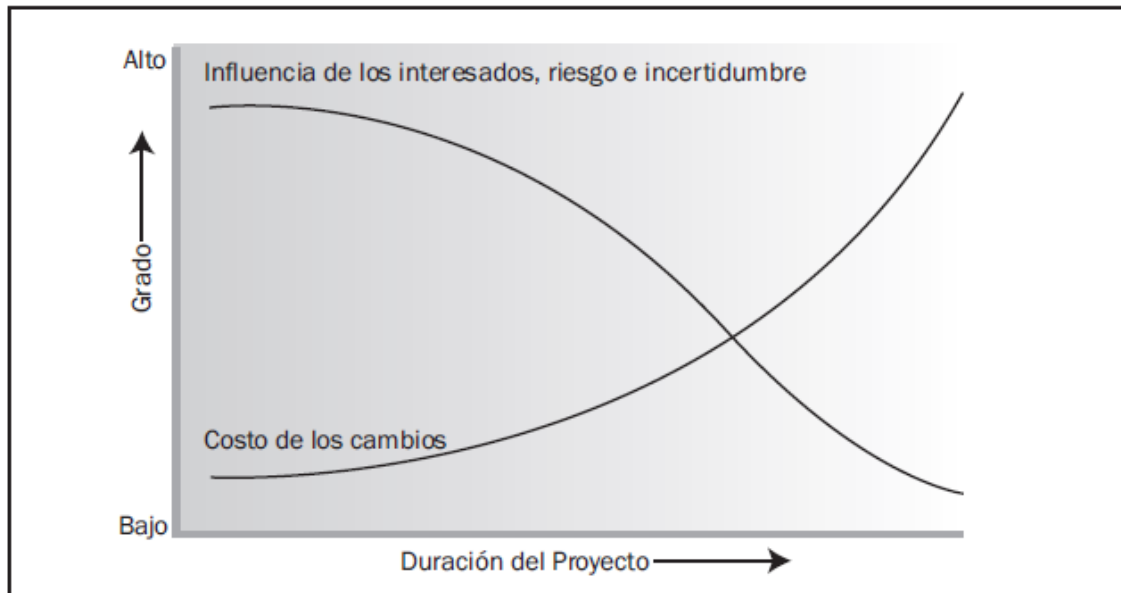 Alto
Influencia de los interesados, riesgo e incertidumbre
Grado
Costo de los cambios
Bajo
Duración del Proyecto